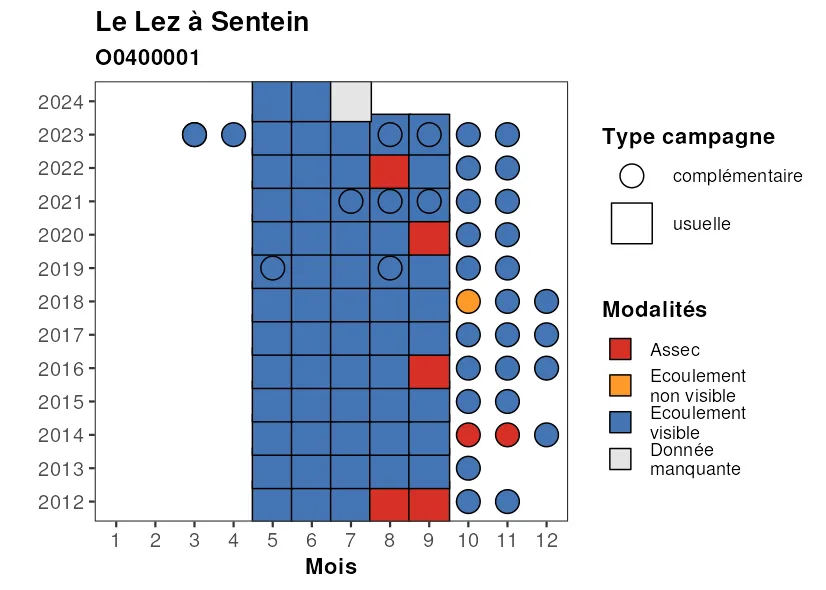 Le Lez à Sentein
O0400001
2024
2023
2022
2021
2020
2019
2018
2017
2016
2015
2014
2013
2012
1 2 3 4 5 6 7 8 9 10 11 12
Mois
Type campagne
complémentaire
usuelle
Modalités
Assec
Ecoulement
non visible
Ecoulement
visible
Donnée
manquante